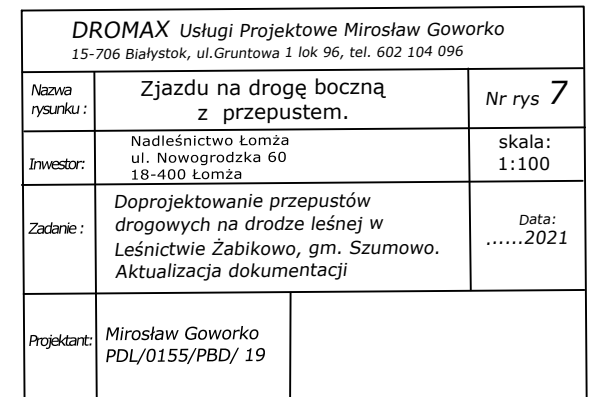 DROMAX Usługi Projektowe Mirosław Goworko
15-706 Białystok, ul.Gruntowa 1 lok 96, tel. 602 104 096
Nazwa
rysunku :
Zjazdu na drogę boczną
z przepustem.
Nr rys 7
Inwestor:
Nadleśnictwo Łomża
ul. Nowogrodzka 60
18-400 Łomża
skala:
1:100
Zadanie :
Doprojektowanie przepustów
drogowych na drodze leśnej w
Leśnictwie Żabikowo, gm. Szumowo.
Aktualizacja dokumentacji
Data:
......2021
Projektant:
Mirosław Goworko
PDL/0155/PBD/ 19